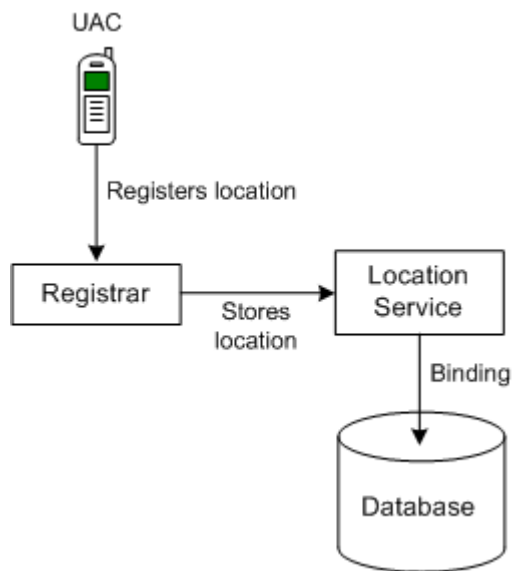 UAC
Registers location
Registrar
Stores
location
Location
Service
Binding
Database